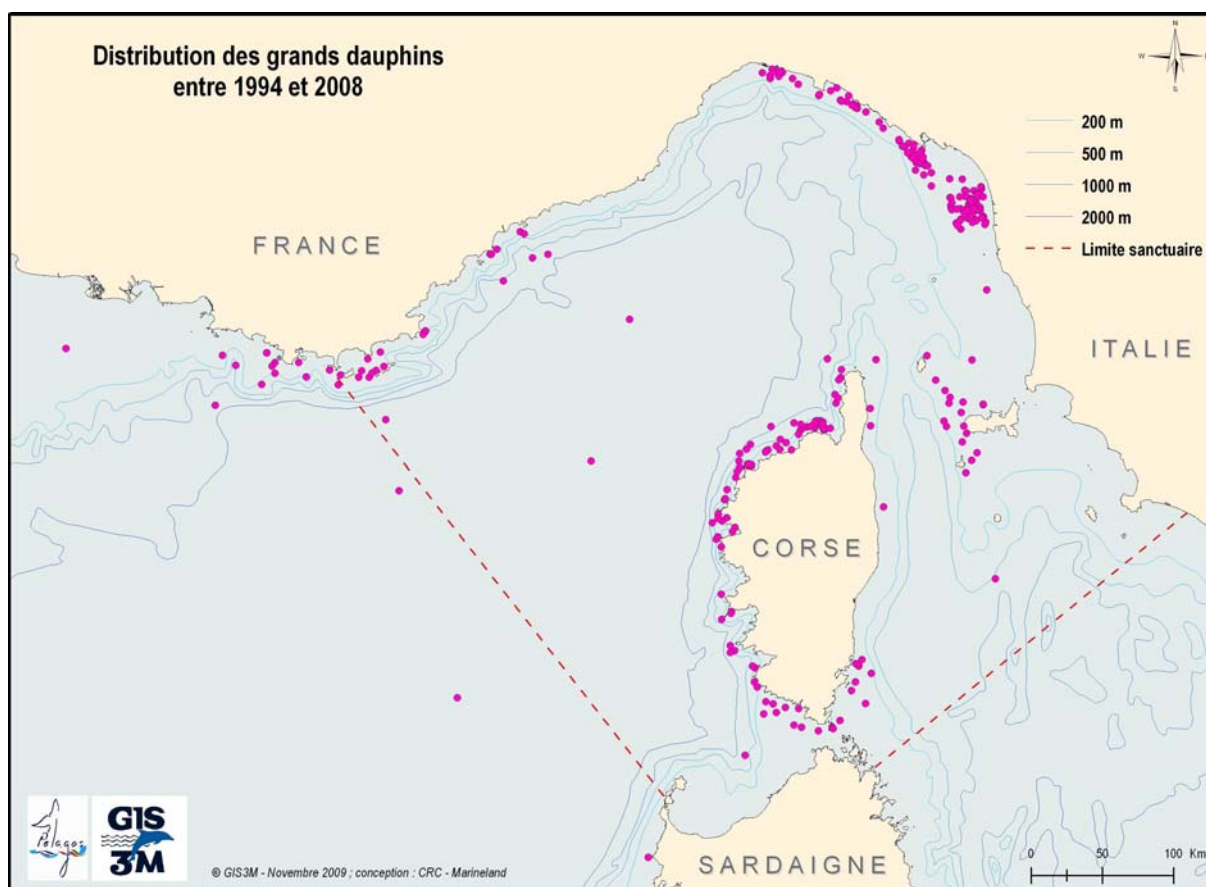 Distribution des grands dauphins
entre 1994 et 2008
N
W
E
S
200 m
500 m
1000 m
2000 m
Limite sanctuaire
FRANCE
ITALIE
CORSE
SARDAIGNE
Pelagos
GIS
3M
© GIS3M - Novembre 2009 ; conception : CRC - Marineland
0 50 100 Km